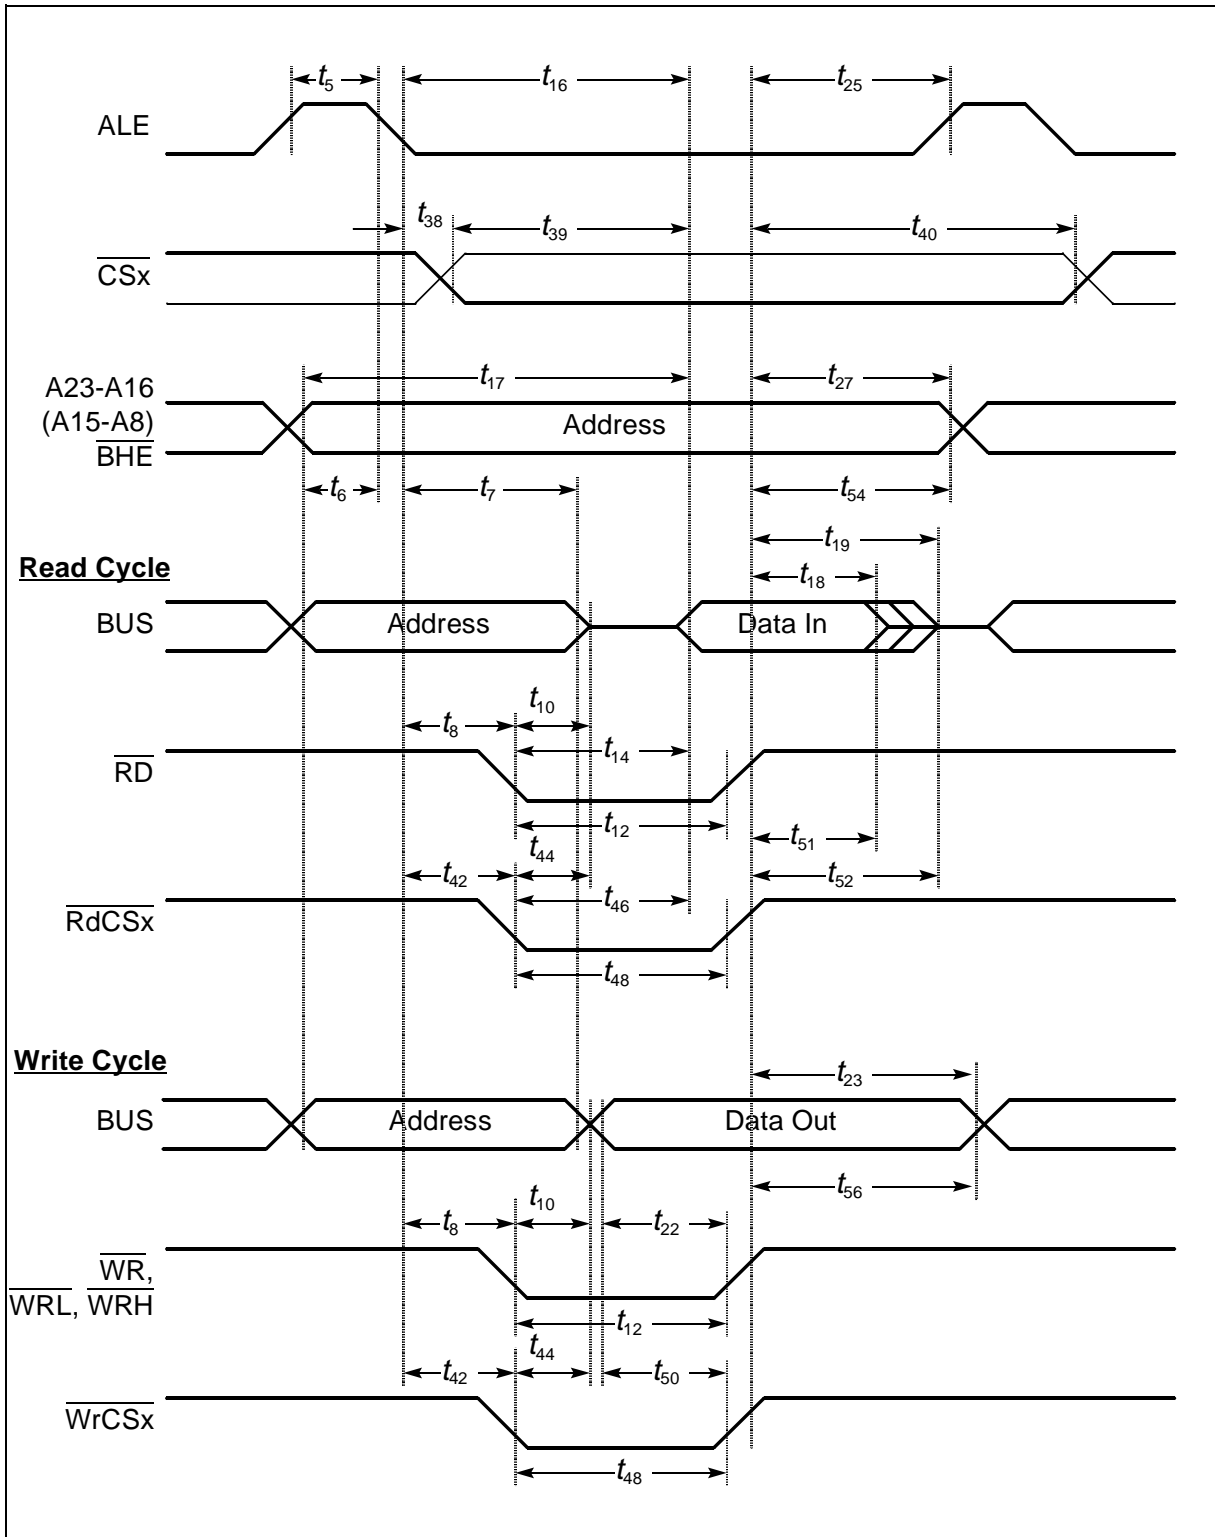 t5 t16 t25
ALE
t38 t39 t40
CSx
t17 t27
A23-A16
(A15-A8)
BHE
Address
t6 t7 t54
t19
Read Cycle
t18
BUS Address Data In
t10
t8
t14
RD
t12 t51
t44
t42 t52
t46
RdCSx
t48
Write Cycle
t23
BUS Address Data Out
t56
t10
t8 t22
WR,
WRL, WRH
t12
t44
t42 t50
WrCSx
t48